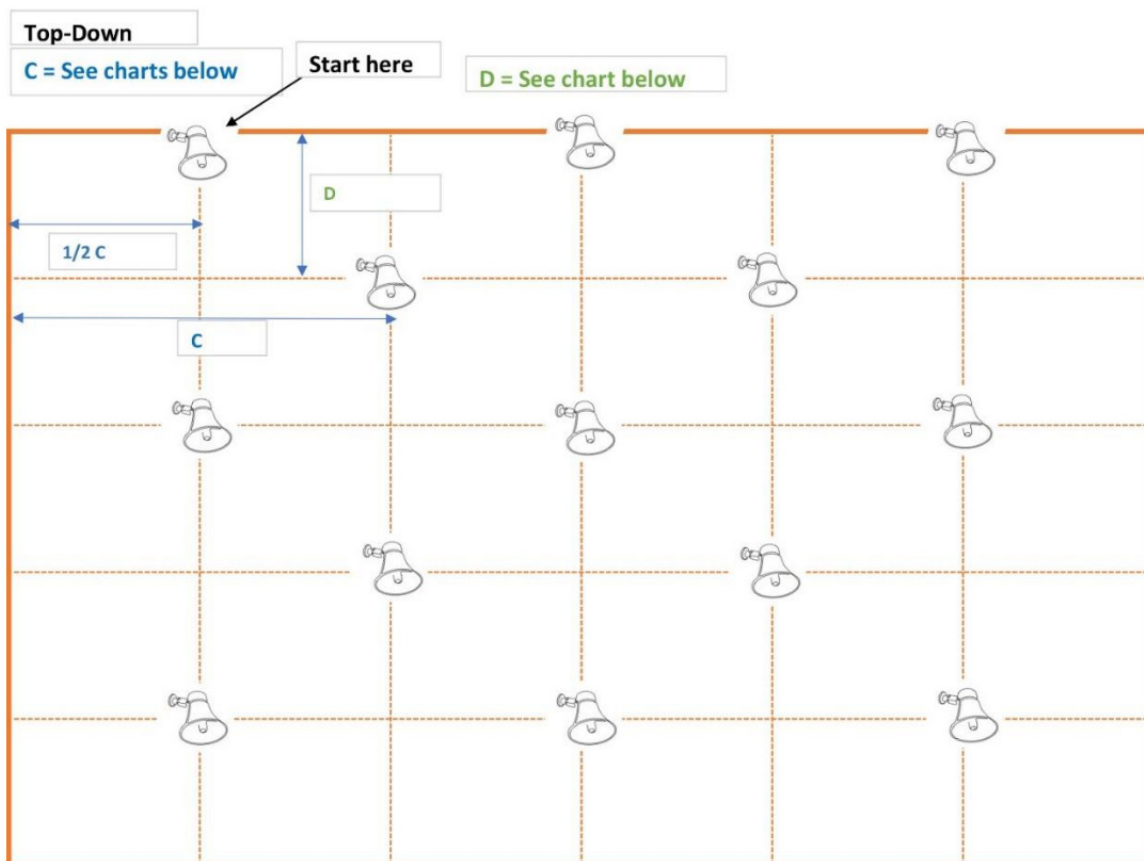 Top-Down
C = See charts below
Start here
D = See chart below
D
1/2 C
C